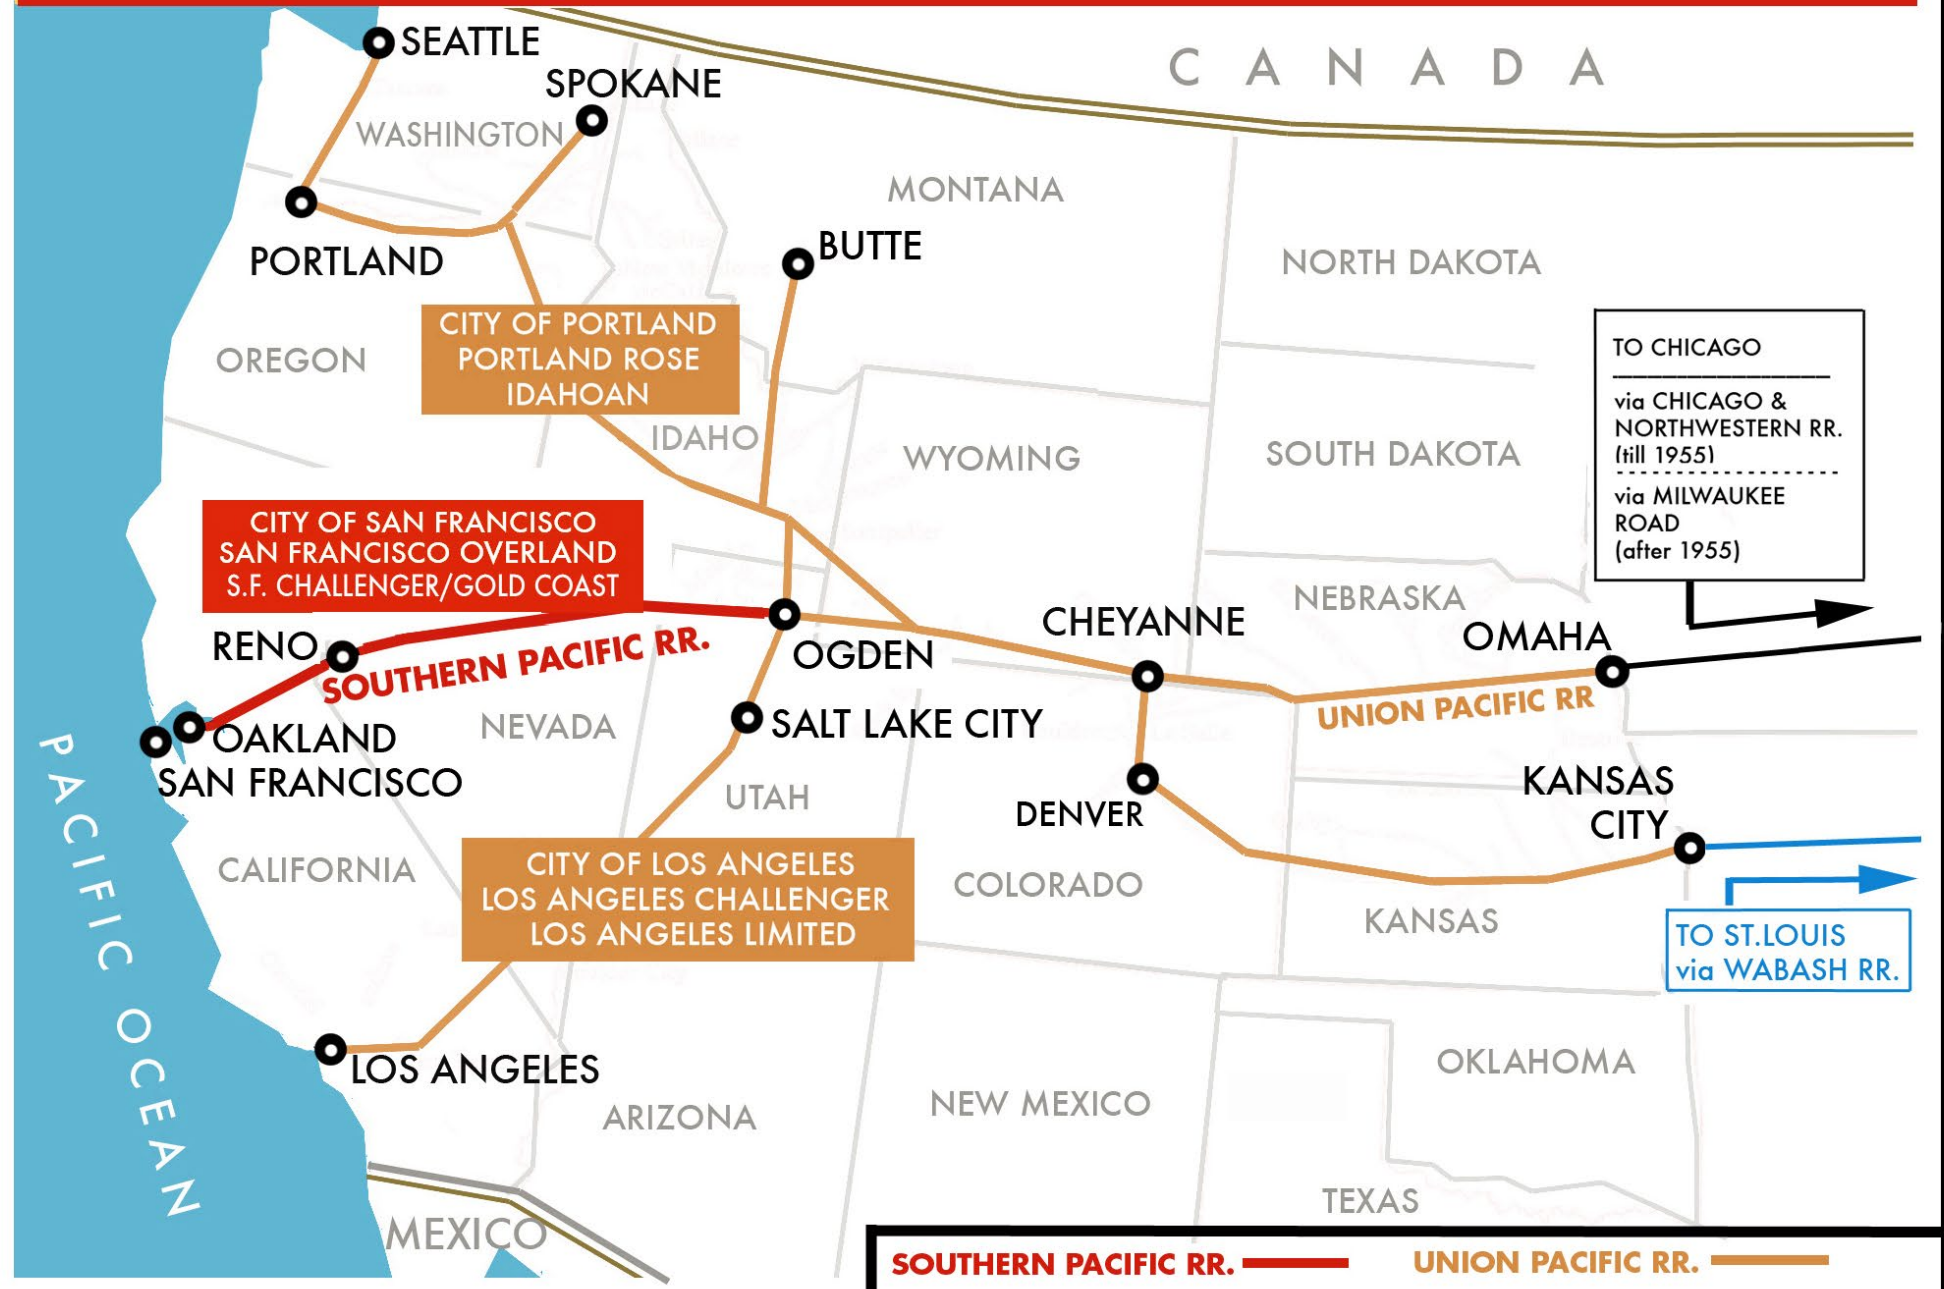 SEATTLE
SPOKANE
CANADA
WASHINGTON
MONTANA
PORTLAND
BUTTE
NORTH DAKOTA
CITY OF PORTLAND
PORTLAND ROSE
IDAHOAN
OREGON
IDAHO
WYOMING
SOUTH DAKOTA
TO CHICAGO
via CHICAGO &
NORTHWESTERN RR.
(till 1955)
via MILWAUKEE
ROAD
(after 1955)
CITY OF SAN FRANCISCO
SAN FRANCISCO OVERLAND
S.F. CHALLENGER/GOLD COAST
NEBRASKA
CHEYANNE
OMAHA
RENO
SOUTHERN PACIFIC RR.
OGDEN
UNION PACIFIC RR
OAKLAND
SAN FRANCISCO
NEVADA
SALT LAKE CITY
UTAH
DENVER
KANSAS
CITY
PACIFIC OCEAN
CALIFORNIA
CITY OF LOS ANGELES
LOS ANGELES CHALLENGER
LOS ANGELES LIMITED
COLORADO
KANSAS
TO ST.LOUIS
via WABASH RR.
LOS ANGELES
ARIZONA
NEW MEXICO
OKLAHOMA
TEXAS
MEXICO
SOUTHERN PACIFIC RR.
UNION PACIFIC RR.